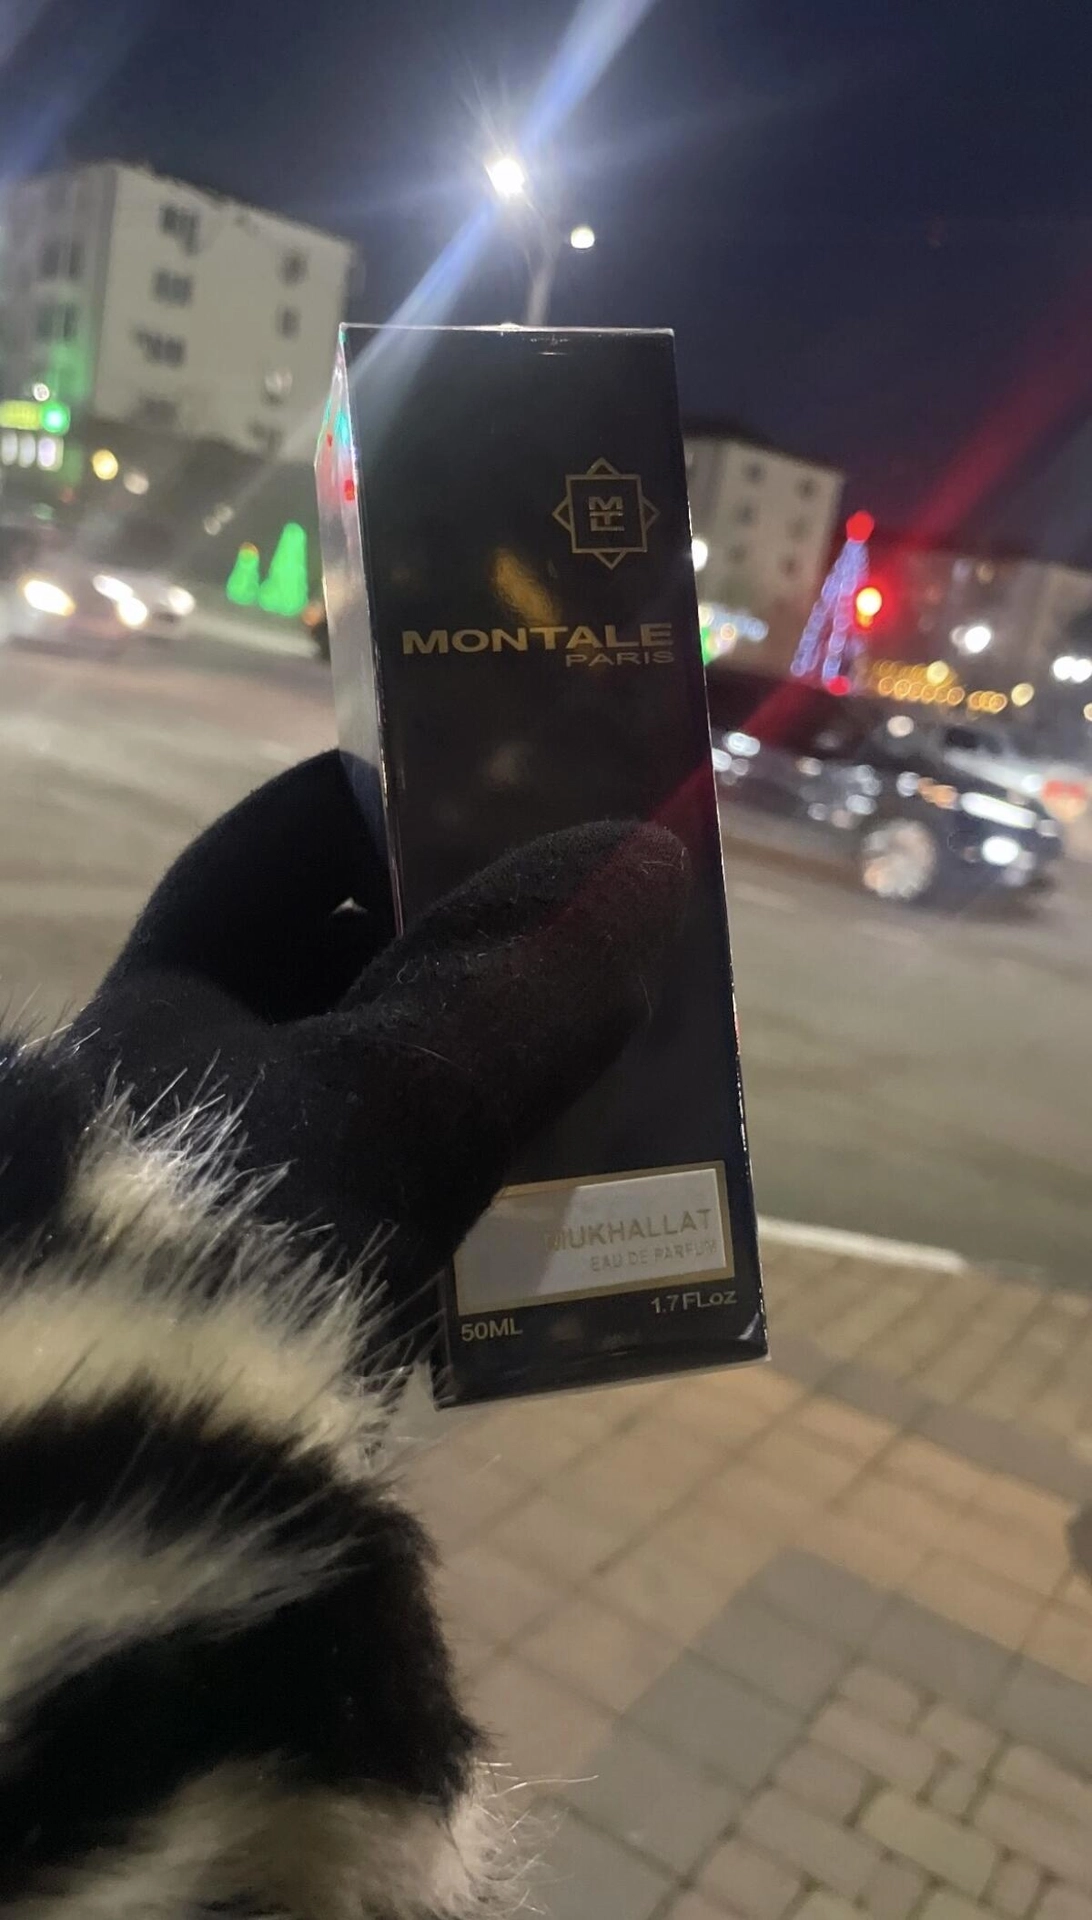 MONTALE
PARIS
MUKHALLAT
EAU DE PARFUM
50ML
1.7FLoz